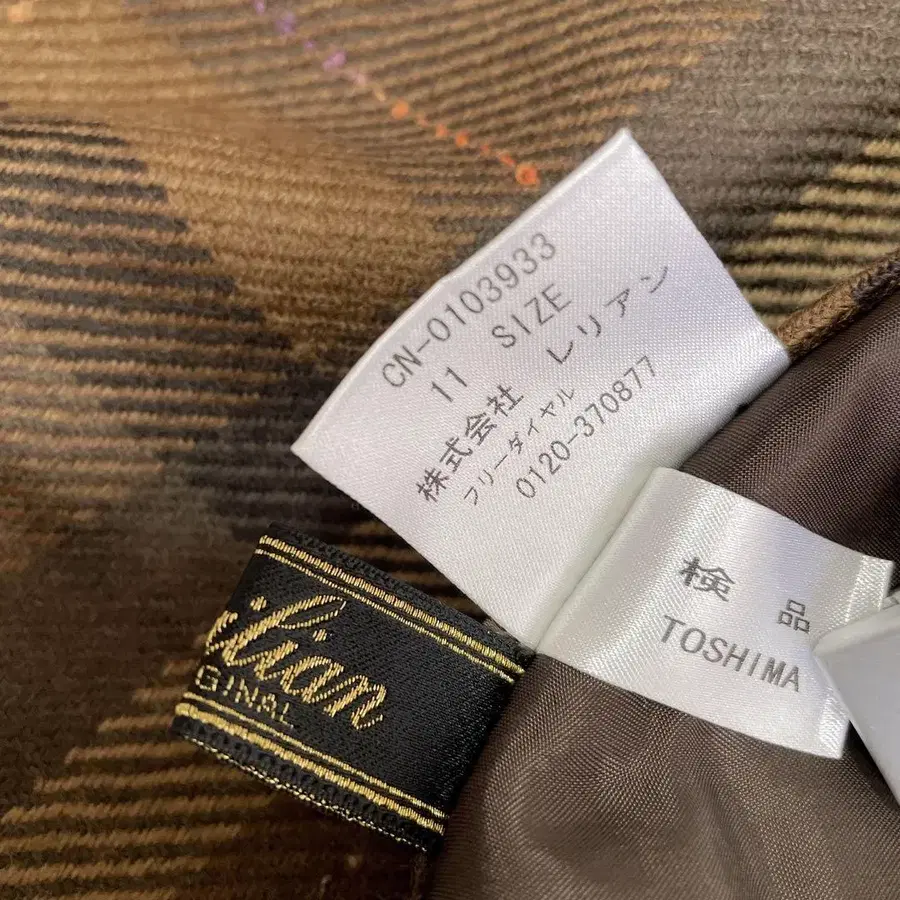 CN-0103933
11 SIZE
株式会社 レリアン
フリーダイヤル
0120-370877
検品
TOSHIMA